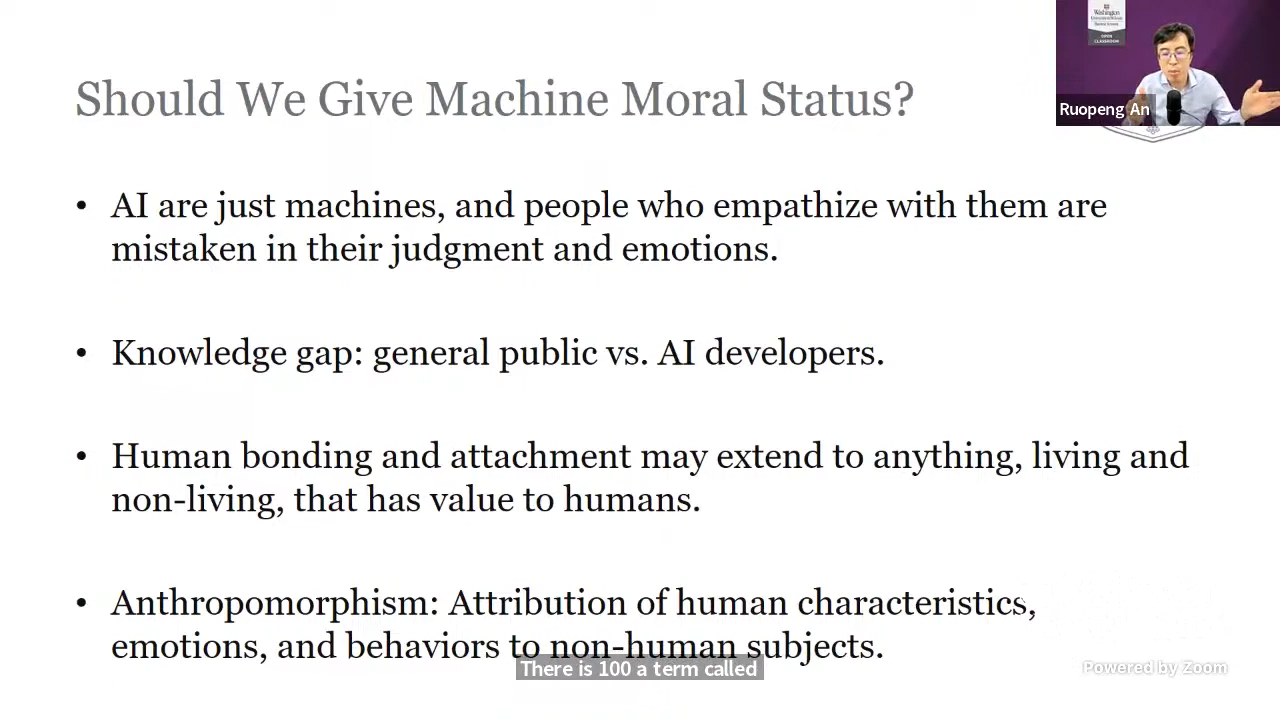 Should We Give Machine Moral Status?
Washington
OPEN
CLASSROOM
Ruopeng An
• AI are just machines, and people who empathize with them are
mistaken in their judgment and emotions.
• Knowledge gap: general public vs. AI developers.
• Human bonding and attachment may extend to anything, living and
non-living, that has value to humans.
• Anthropomorphism: Attribution of human characteristics,
emotions, and behaviors to non-human subjects.
There is 100 a term called
Powered by Zoom